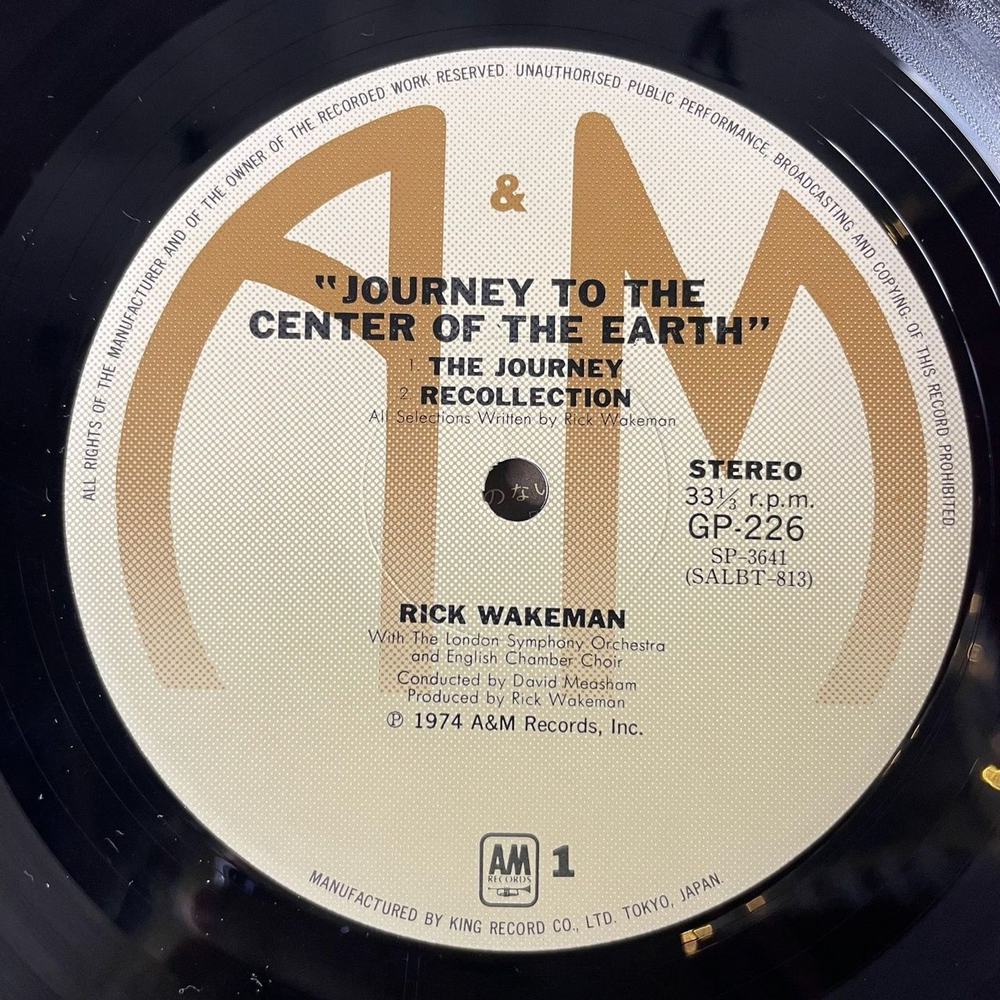 ALL RIGHTS OF THE MANUFACTURER AND OF THE OWNER OF THE RECORDED WORK RESERVED. UNAUTHORISED PUBLIC PERFORMANCE, BROADCASTING AND COPYING OF THIS RECORD PROHIBITED
A & M
"JOURNEY TO THE
CENTER OF THE EARTH"
1 THE JOURNEY
2 RECOLLECTION
All Selections Written by Rick Wakeman
のない
STEREO
33⅓ r.p.m.
GP-226
SP-3641
(SALBT-813)
RICK WAKEMAN
With The London Symphony Orchestra
and English Chamber Choir
Conducted by David Measham
Produced by Rick Wakeman
℗ 1974 A&M Records, Inc.
AM
RECORDS
1
MANUFACTURED BY KING RECORD CO., LTD. TOKYO, JAPAN.